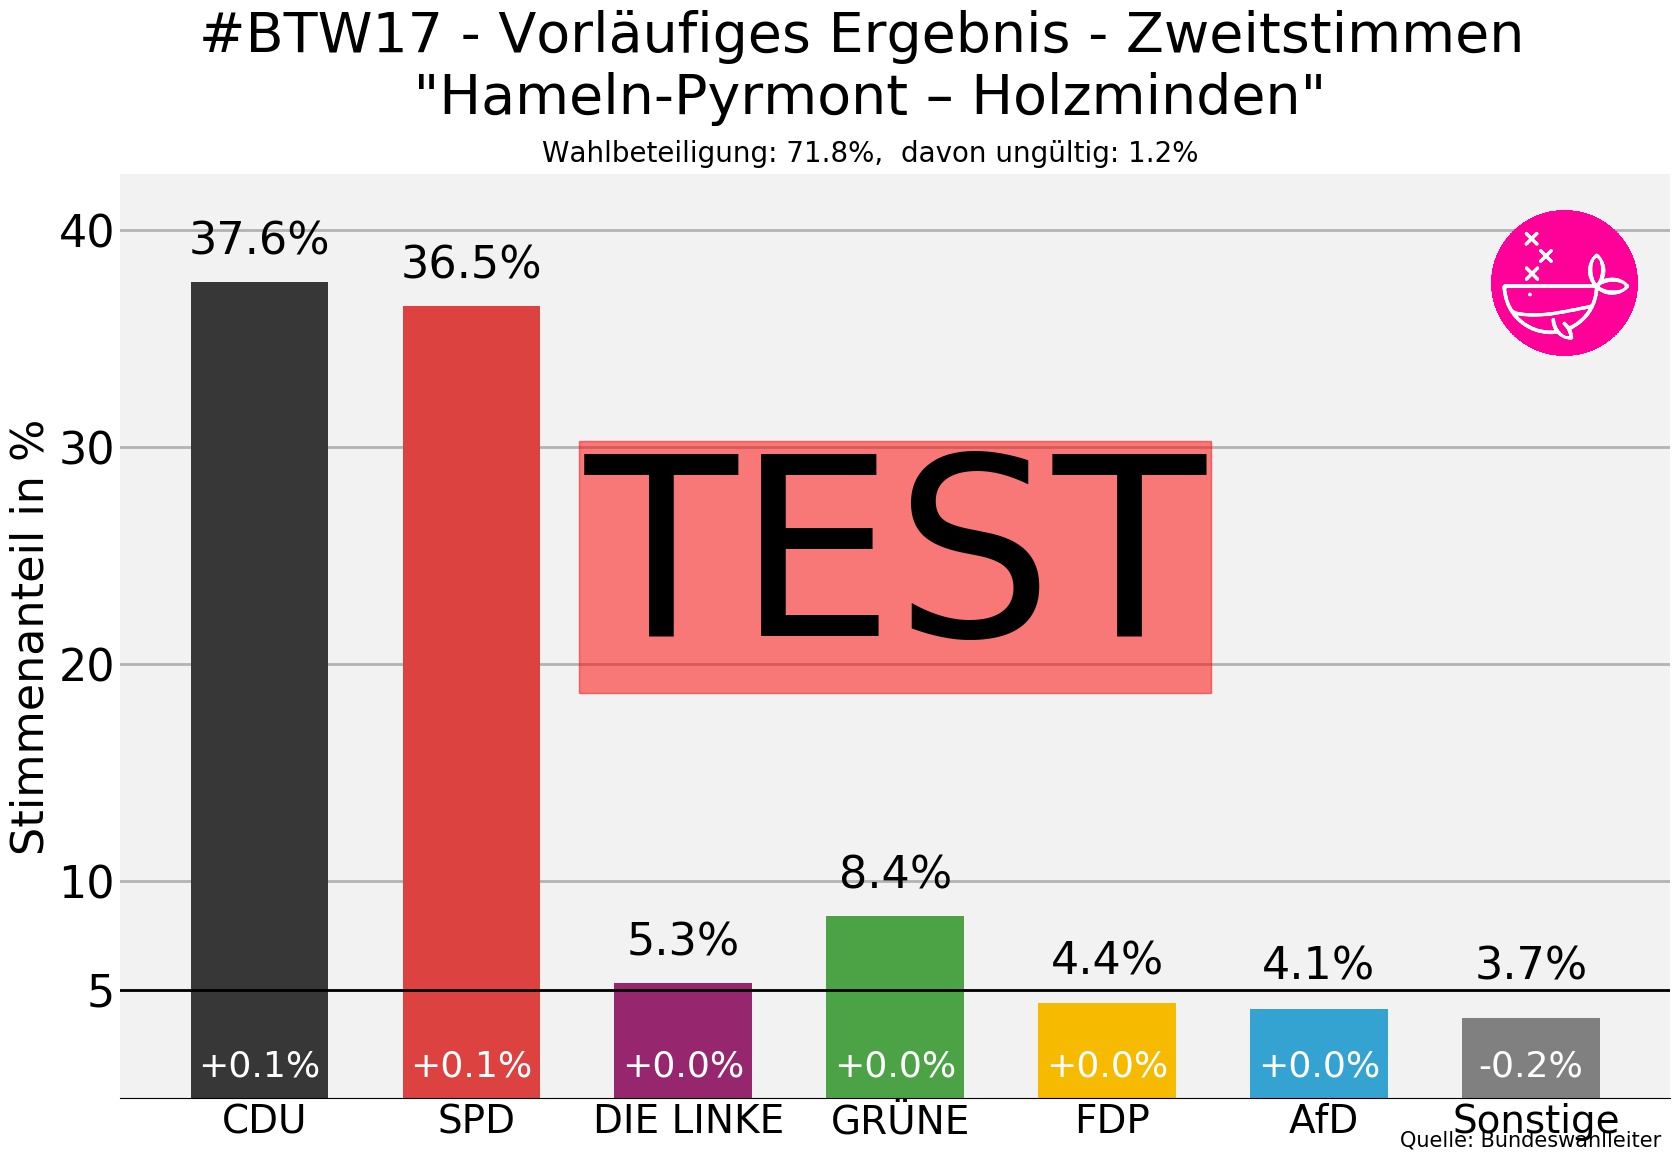 #BTW17 - Vorläufiges Ergebnis - Zweitstimmen
"Hameln-Pyrmont – Holzminden"
Wahlbeteiligung: 71.8%, davon ungültig: 1.2%
Stimmenanteil in %
40
30
20
10
5
37.6%
36.5%
5.3%
8.4%
4.4%
4.1%
3.7%
TEST
+0.1%
+0.1%
+0.0%
+0.0%
+0.0%
+0.0%
-0.2%
CDU
SPD
DIE LINKE
GRÜNE
FDP
AfD
Sonstige
Quelle: Bundeswahlleiter